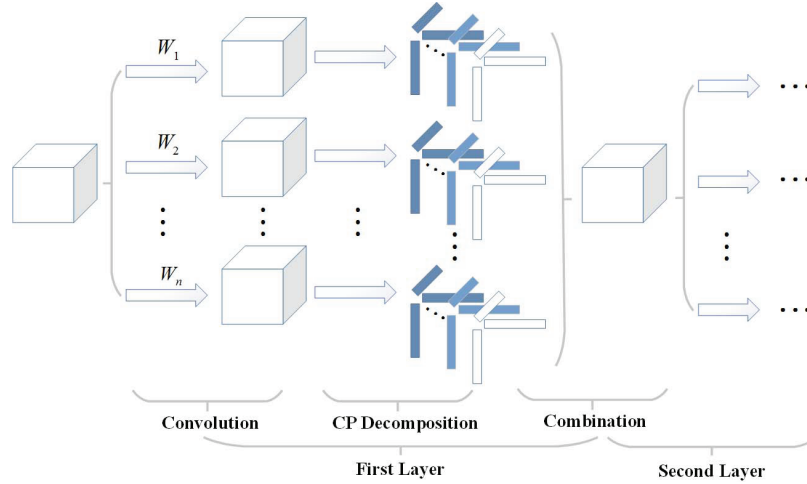 W1
W2
Wn
Convolution
CP Decomposition
Combination
First Layer
Second Layer